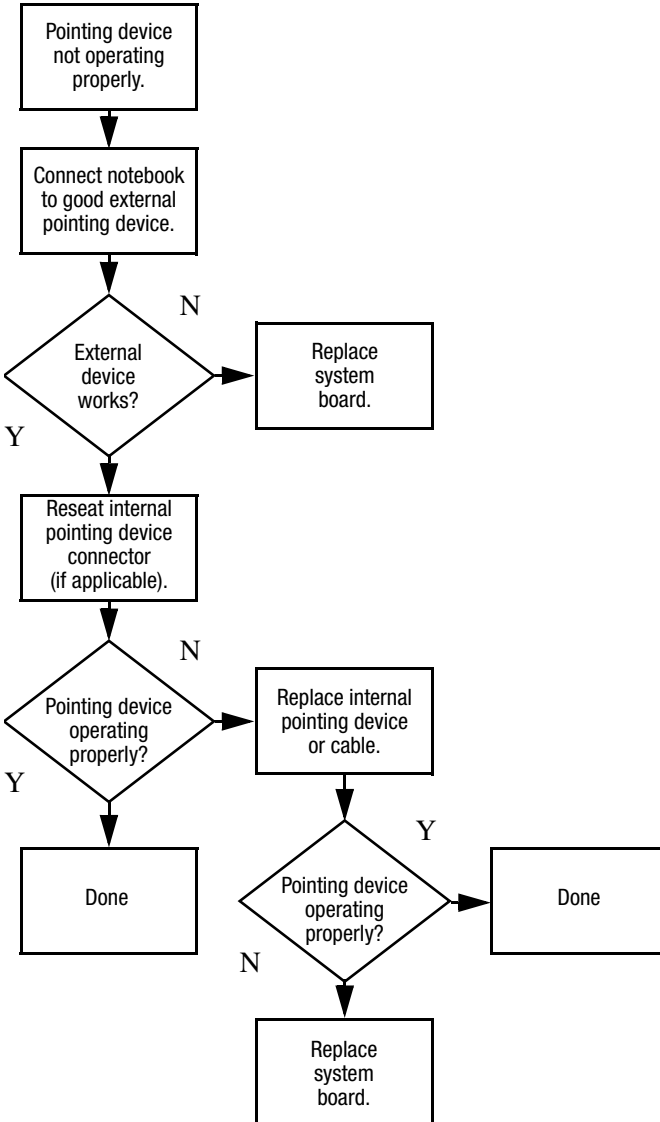 Pointing device
not operating
properly.
Connect notebook
to good external
pointing device.
N
External
device
works?
Replace
system
board.
Y
Reseat internal
pointing device
connector
(if applicable).
N
Pointing device
operating
properly?
Replace internal
pointing device
or cable.
Y
Y
Done
Pointing device
operating
properly?
Done
N
Replace
system
board.